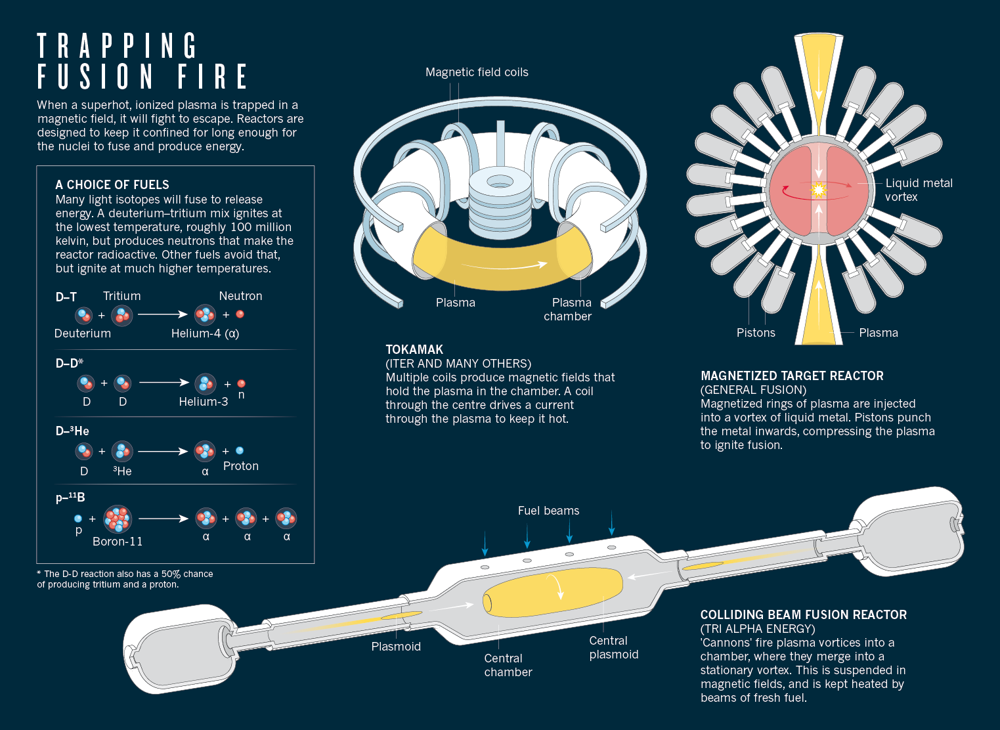 TRAPPING
FUSION FIRE
When a superhot, ionized plasma is trapped in a
magnetic field, it will fight to escape. Reactors are
designed to keep it confined for long enough for
the nuclei to fuse and produce energy.
A CHOICE OF FUELS
Many light isotopes will fuse to release
energy. A deuterium–tritium mix ignites at
the lowest temperature, roughly 100 million
kelvin, but produces neutrons that make the
reactor radioactive. Other fuels avoid that,
but ignite at much higher temperatures.
D–T
Tritium
Neutron
+
+
Deuterium
Helium-4 (α)
D–D*
+
+
D
D
Helium-3
n
D–³He
+
+
D
³He
α
Proton
p–¹¹B
+
+
+
p
Boron-11
α
α
α
* The D-D reaction also has a 50% chance
of producing tritium and a proton.
Magnetic field coils
Plasma
Plasma
chamber
TOKAMAK
(ITER AND MANY OTHERS)
Multiple coils produce magnetic fields that
hold the plasma in the chamber. A coil
through the centre drives a current
through the plasma to keep it hot.
Liquid metal
vortex
Pistons
Plasma
MAGNETIZED TARGET REACTOR
(GENERAL FUSION)
Magnetized rings of plasma are injected
into a vortex of liquid metal. Pistons punch
the metal inwards, compressing the plasma
to ignite fusion.
Fuel beams
Plasmoid
Central
chamber
Central
plasmoid
COLLIDING BEAM FUSION REACTOR
(TRI ALPHA ENERGY)
'Cannons' fire plasma vortices into a
chamber, where they merge into a
stationary vortex. This is suspended in
magnetic fields, and is kept heated by
beams of fresh fuel.